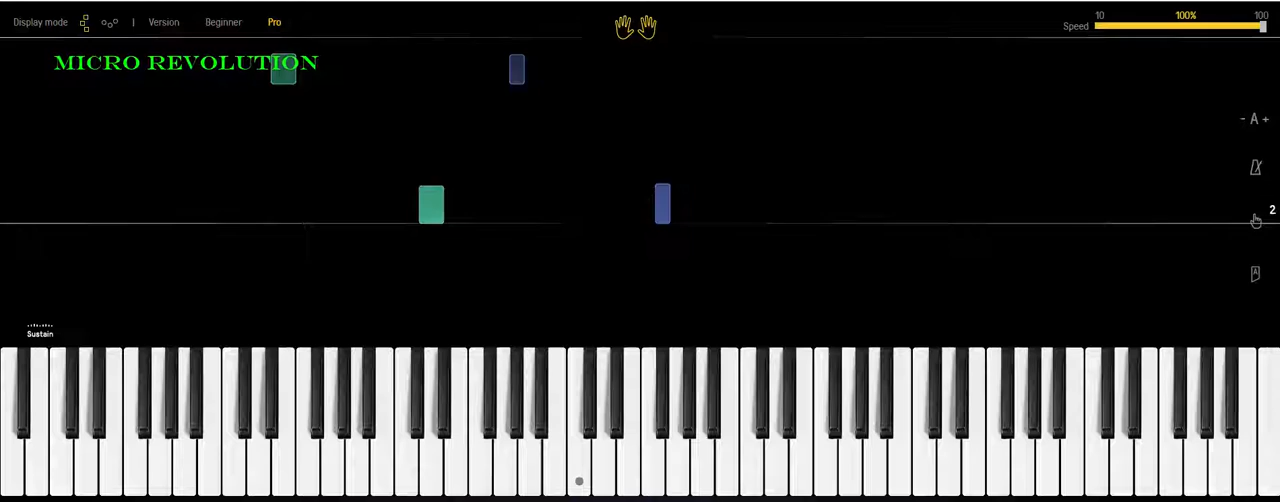 Display mode | Version Beginner Pro
10 100% 100
Speed
MICRO REVOLUTION
- A +
2
A
Sustain